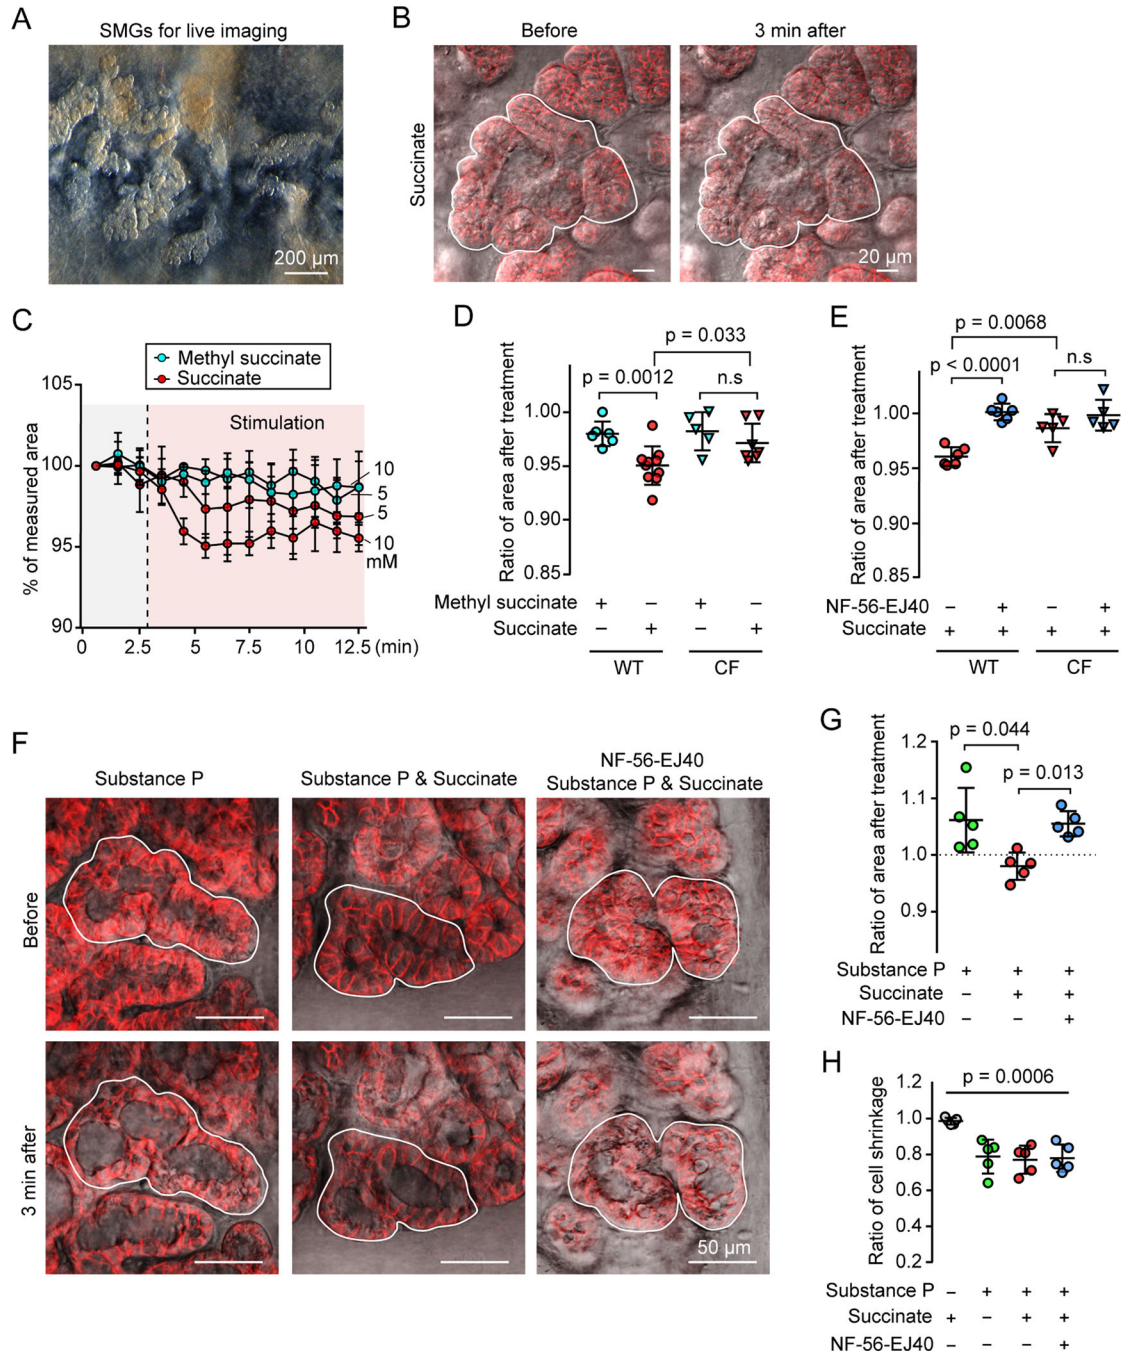 A
SMGs for live imaging
200 µm
B
Before
3 min after
Succinate
20 µm
C
Methyl succinate
Succinate
Stimulation
% of measured area
105
100
95
90
10
5
5
10
mM
0 2.5 5 7.5 10 12.5 (min)
D
p = 0.033
p = 0.0012
n.s
Ratio of area after treatment
1.00
0.95
0.90
0.85
Methyl succinate + – + –
Succinate – + – +
WT CF
E
p = 0.0068
p < 0.0001
n.s
Ratio of area after treatment
1.00
0.95
0.90
0.85
NF-56-EJ40 – + – +
Succinate + + + +
WT CF
F
Substance P
Substance P & Succinate
NF-56-EJ40
Substance P & Succinate
Before
3 min after
50 µm
G
p = 0.044
p = 0.013
Ratio of area after treatment
1.2
1.1
1.0
0.9
Substance P + + +
Succinate – + +
NF-56-EJ40 – – +
H
p = 0.0006
Ratio of cell shrinkage
1.2
1.0
0.8
0.6
0.4
0.2
Substance P – + + +
Succinate + – + +
NF-56-EJ40 – – – +